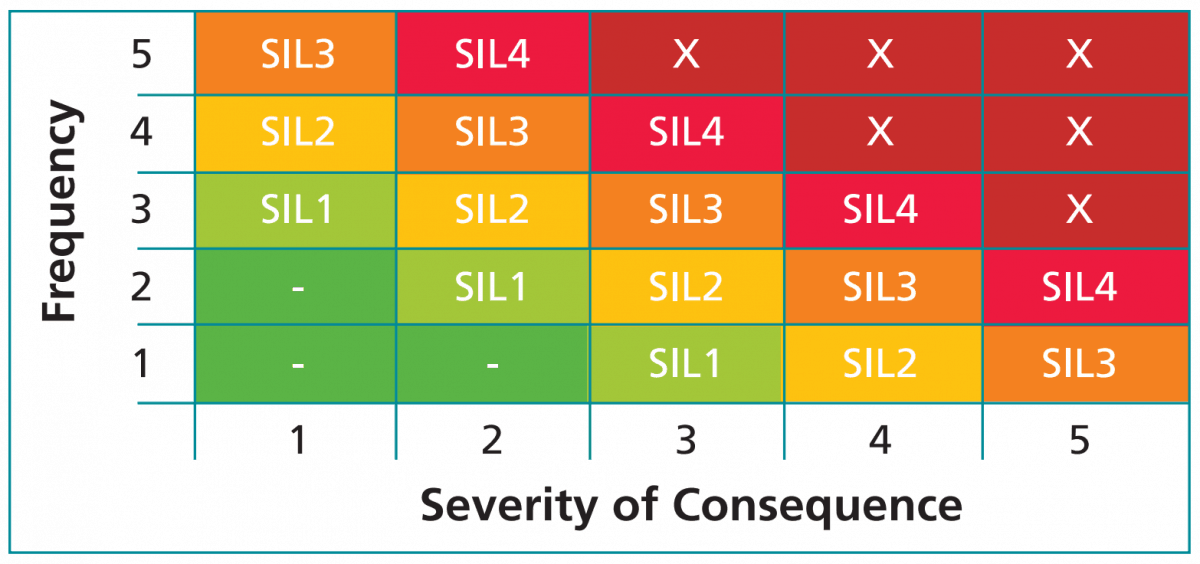 Frequency
5 SIL3 SIL4 X X X
4 SIL2 SIL3 SIL4 X X
3 SIL1 SIL2 SIL3 SIL4 X
2 - SIL1 SIL2 SIL3 SIL4
1 - - SIL1 SIL2 SIL3
1 2 3 4 5
Severity of Consequence